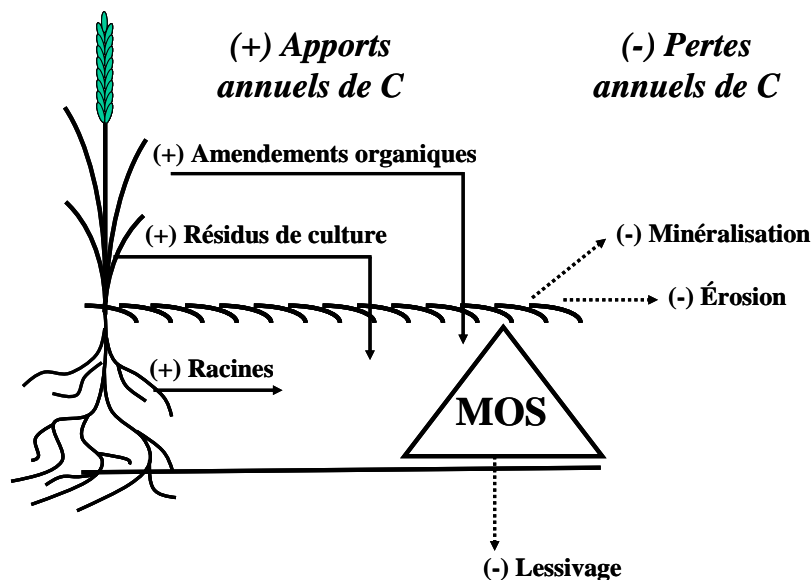 (+) Apports
annuels de C
(-) Pertes
annuels de C
(+) Amendements organiques
(+) Résidus de culture
(-) Minéralisation
(-) Érosion
(+) Racines
MOS
(-) Lessivage